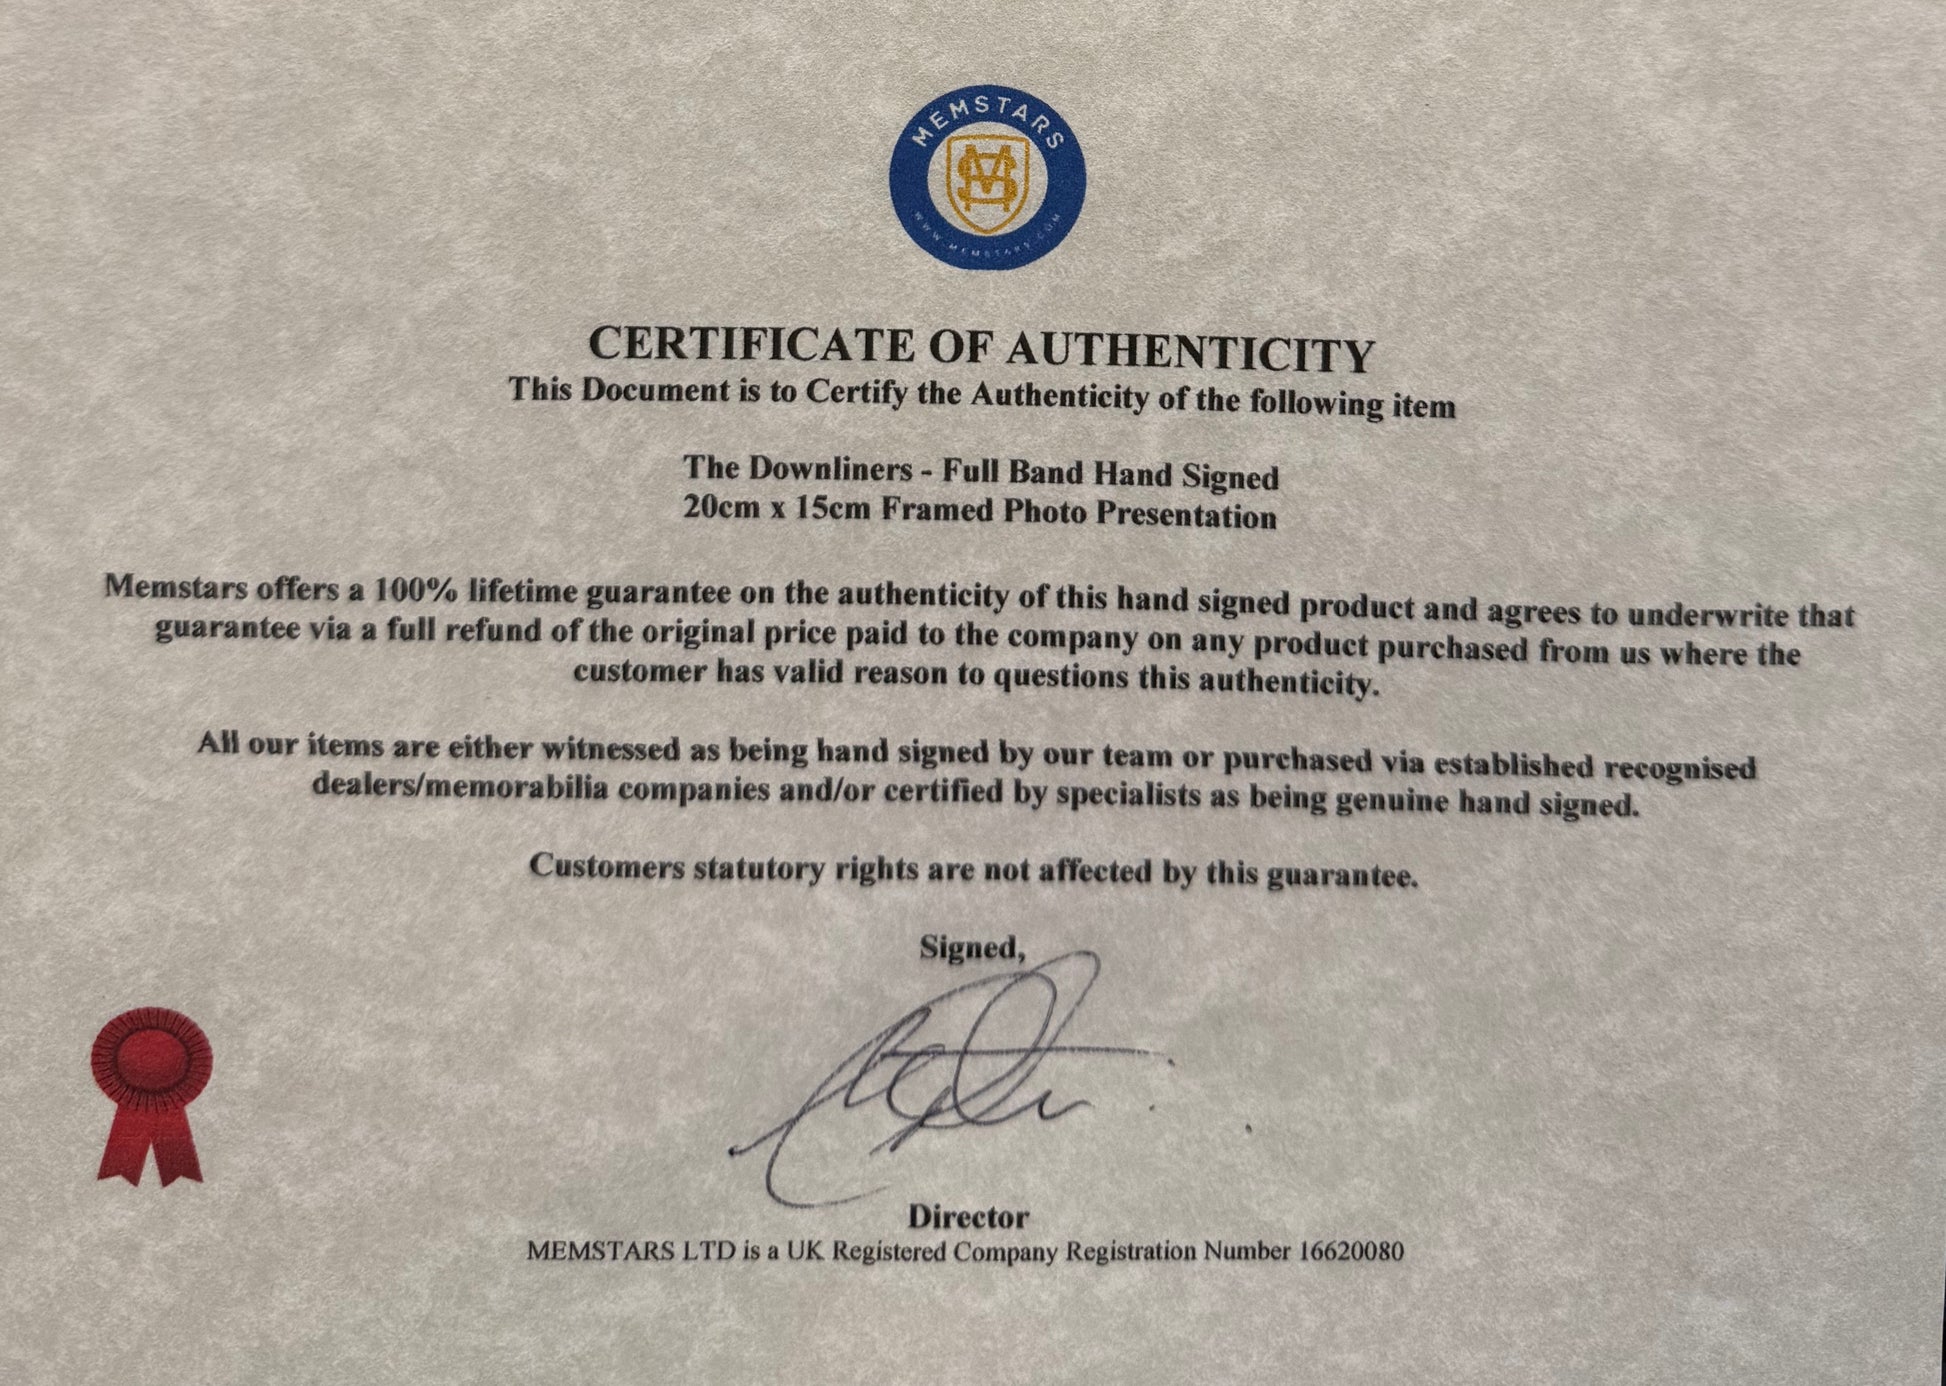 MEMSTARS
WWW.MEMSTARS.COM
CERTIFICATE OF AUTHENTICITY
This Document is to Certify the Authenticity of the following item
The Downliners - Full Band Hand Signed
20cm x 15cm Framed Photo Presentation
Memstars offers a 100% lifetime guarantee on the authenticity of this hand signed product and agrees to underwrite that
guarantee via a full refund of the original price paid to the company on any product purchased from us where the
customer has valid reason to questions this authenticity.
All our items are either witnessed as being hand signed by our team or purchased via established recognised
dealers/memorabilia companies and/or certified by specialists as being genuine hand signed.
Customers statutory rights are not affected by this guarantee.
Signed,
Director
MEMSTARS LTD is a UK Registered Company Registration Number 16620080